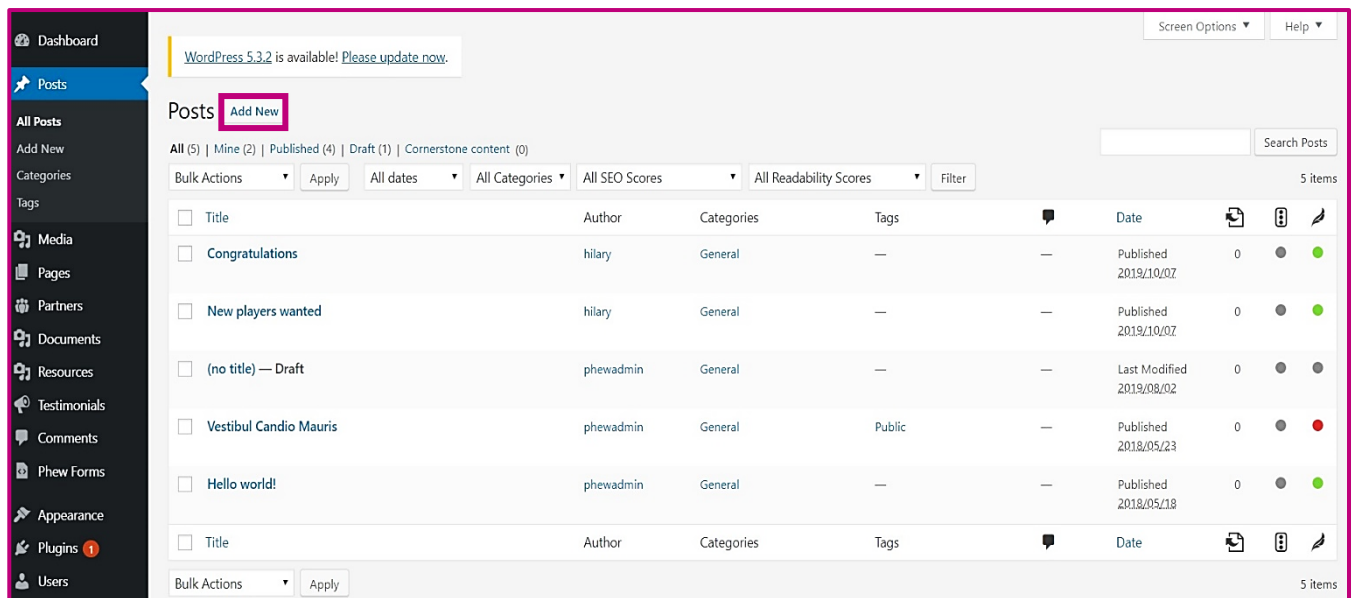 Screen Options ▼ Help ▼
Dashboard
WordPress 5.3.2 is available! Please update now.
Posts
Posts Add New
All Posts
Add New
Categories
Tags
Media
Pages
Partners
Documents
Resources
Testimonials
Comments
Phew Forms
Appearance
Plugins 1
Users
All (5) | Mine (2) | Published (4) | Draft (1) | Cornerstone content (0)
Search Posts
Bulk Actions Apply All dates All Categories All SEO Scores All Readability Scores Filter 5 items
Title Author Categories Tags Date
Congratulations hilary General — — Published 0
2019/10/07
New players wanted hilary General — — Published 0
2019/10/07
(no title) — Draft phewadmin General — — Last Modified 0
2019/08/02
Vestibul Candio Mauris phewadmin General Public — Published 0
2018/05/23
Hello world! phewadmin General — — Published 0
2018/05/18
Title Author Categories Tags Date
Bulk Actions Apply 5 items